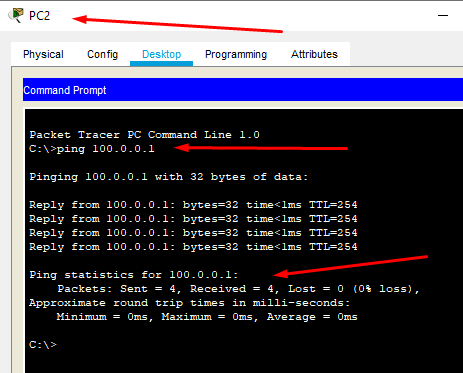 PC2
Physical Config Desktop Programming Attributes
Command Prompt
Packet Tracer PC Command Line 1.0
C:\>ping 100.0.0.1
Pinging 100.0.0.1 with 32 bytes of data:
Reply from 100.0.0.1: bytes=32 time<1ms TTL=254
Reply from 100.0.0.1: bytes=32 time<1ms TTL=254
Reply from 100.0.0.1: bytes=32 time<1ms TTL=254
Reply from 100.0.0.1: bytes=32 time<1ms TTL=254
Ping statistics for 100.0.0.1:
Packets: Sent = 4, Received = 4, Lost = 0 (0% loss),
Approximate round trip times in milli-seconds:
Minimum = 0ms, Maximum = 0ms, Average = 0ms
C:\>